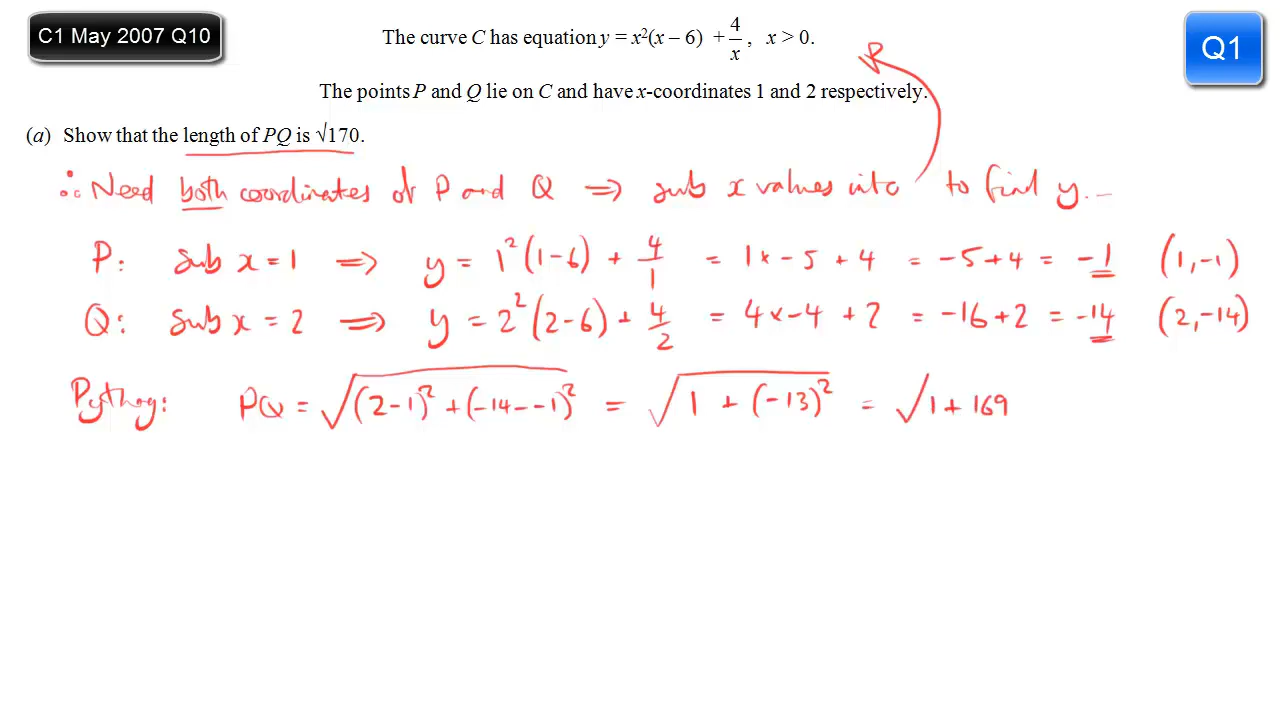 C1 May 2007 Q10
The curve C has equation y = x²(x – 6) + 4/x, x > 0.
Q1
The points P and Q lie on C and have x-coordinates 1 and 2 respectively.
(a) Show that the length of PQ is √170.
∴ Need both coordinates of P and Q ⇒ sub x values into to find y...
P: sub x = 1 ⇒ y = 1²(1-6) + 4/1 = 1×-5+4 = -5+4 = -1 (1,-1)
Q: sub x = 2 ⇒ y = 2²(2-6) + 4/2 = 4×-4+2 = -16+2 = -14 (2,-14)
Pythag: PQ = √((2-1)²+(-14--1)²) = √(1+(-13)²) = √1+169